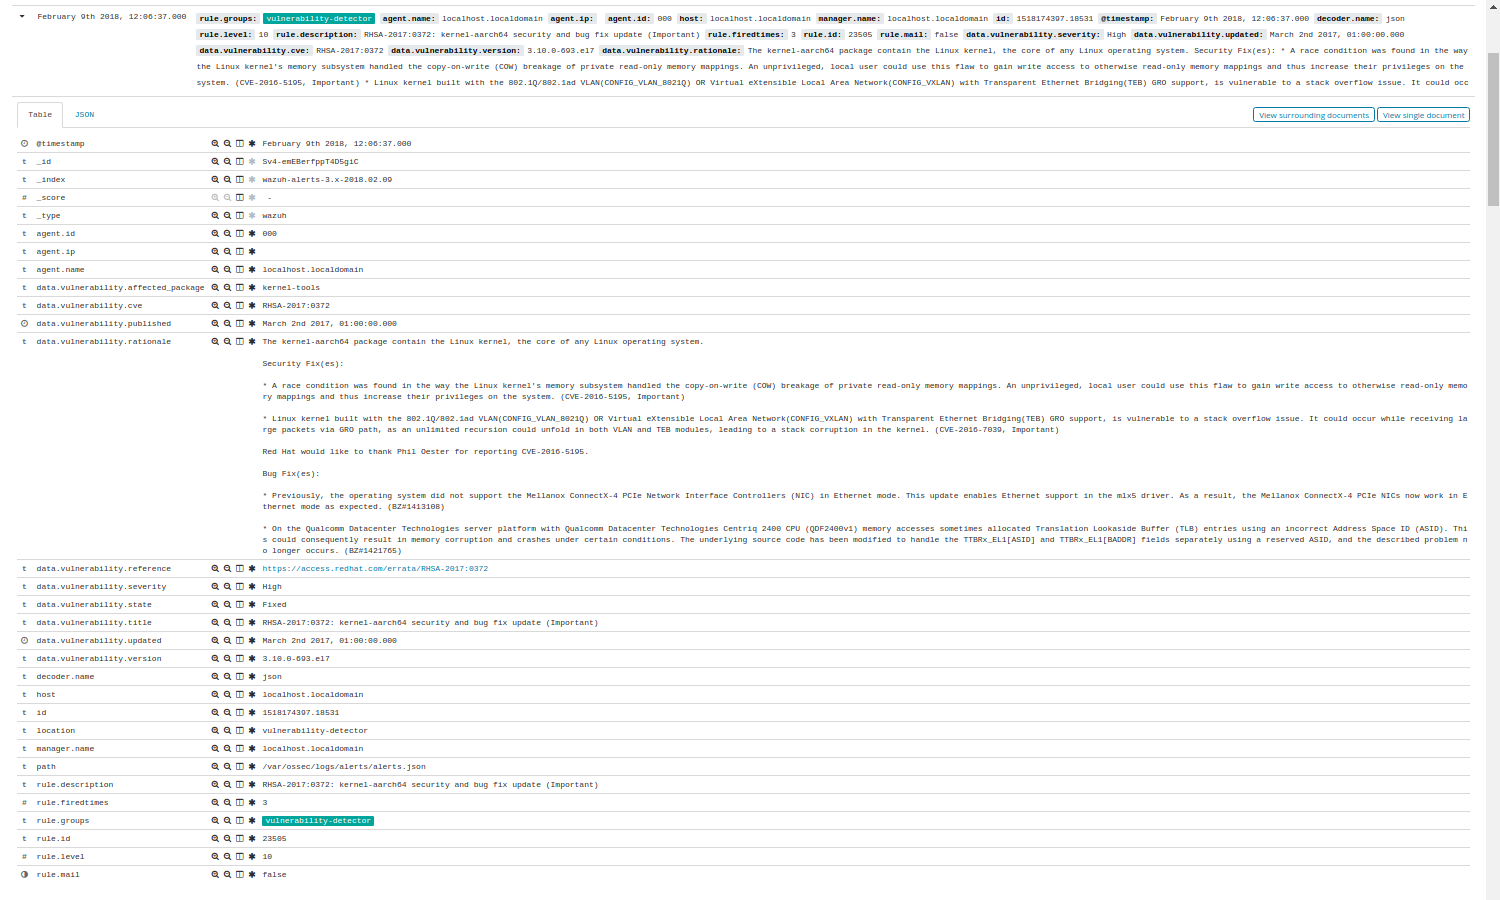 February 9th 2018, 12:06:37.000 rule.groups: vulnerability-detector agent.name: localhost.localdomain agent.ip: agent.id: 000 host: localhost.localdomain manager.name: localhost.localdomain id: 1518174397.18531 @timestamp: February 9th 2018, 12:06:37.000 decoder.name: json
rule.level: 10 rule.description: RHSA-2017:0372: kernel-aarch64 security and bug fix update (Important) rule.firedtimes: 3 rule.id: 23505 rule.mail: false data.vulnerability.severity: High data.vulnerability.updated: March 2nd 2017, 01:00:00.000
data.vulnerability.cve: RHSA-2017:0372 data.vulnerability.version: 3.10.0-693.el7 data.vulnerability.rationale: The kernel-aarch64 package contain the Linux kernel, the core of any Linux operating system. Security Fix(es): * A race condition was found in the way
the Linux kernel's memory subsystem handled the copy-on-write (COW) breakage of private read-only memory mappings. An unprivileged, local user could use this flaw to gain write access to otherwise read-only memory mappings and thus increase their privileges on the
system. (CVE-2016-5195, Important) * Linux kernel built with the 802.1Q/802.1ad VLAN(CONFIG_VLAN_8021Q) OR Virtual eXtensible Local Area Network(CONFIG_VXLAN) with Transparent Ethernet Bridging(TEB) GRO support, is vulnerable to a stack overflow issue. It could occ
Table JSON View surrounding documents View single document
@timestamp February 9th 2018, 12:06:37.000
t _id Sv4-emEBerfppT4D5giC
t _index wazuh-alerts-3.x-2018.02.09
# _score -
t _type wazuh
t agent.id 000
t agent.ip
t agent.name localhost.localdomain
t data.vulnerability.affected_package kernel-tools
t data.vulnerability.cve RHSA-2017:0372
data.vulnerability.published March 2nd 2017, 01:00:00.000
t data.vulnerability.rationale The kernel-aarch64 package contain the Linux kernel, the core of any Linux operating system.
Security Fix(es):
* A race condition was found in the way the Linux kernel's memory subsystem handled the copy-on-write (COW) breakage of private read-only memory mappings. An unprivileged, local user could use this flaw to gain write access to otherwise read-only memo
ry mappings and thus increase their privileges on the system. (CVE-2016-5195, Important)
* Linux kernel built with the 802.1Q/802.1ad VLAN(CONFIG_VLAN_8021Q) OR Virtual eXtensible Local Area Network(CONFIG_VXLAN) with Transparent Ethernet Bridging(TEB) GRO support, is vulnerable to a stack overflow issue. It could occur while receiving la
rge packets via GRO path, as an unlimited recursion could unfold in both VLAN and TEB modules, leading to a stack corruption in the kernel. (CVE-2016-7039, Important)
Red Hat would like to thank Phil Oester for reporting CVE-2016-5195.
Bug Fix(es):
* Previously, the operating system did not support the Mellanox ConnectX-4 PCIe Network Interface Controllers (NIC) in Ethernet mode. This update enables Ethernet support in the mlx5 driver. As a result, the Mellanox ConnectX-4 PCIe NICs now work in E
thernet mode as expected. (BZ#1413108)
* On the Qualcomm Datacenter Technologies server platform with Qualcomm Datacenter Technologies Centriq 2400 CPU (QDF2400v1) memory accesses sometimes allocated Translation Lookaside Buffer (TLB) entries using an incorrect Address Space ID (ASID). Thi
s could consequently result in memory corruption and crashes under certain conditions. The underlying source code has been modified to handle the TTBRx_EL1[ASID] and TTBRx_EL1[BADDR] fields separately using a reserved ASID, and the described problem n
o longer occurs. (BZ#1421765)
t data.vulnerability.reference https://access.redhat.com/errata/RHSA-2017:0372
t data.vulnerability.severity High
t data.vulnerability.state Fixed
t data.vulnerability.title RHSA-2017:0372: kernel-aarch64 security and bug fix update (Important)
data.vulnerability.updated March 2nd 2017, 01:00:00.000
t data.vulnerability.version 3.10.0-693.el7
t decoder.name json
t host localhost.localdomain
t id 1518174397.18531
t location vulnerability-detector
t manager.name localhost.localdomain
t path /var/ossec/logs/alerts/alerts.json
t rule.description RHSA-2017:0372: kernel-aarch64 security and bug fix update (Important)
# rule.firedtimes 3
t rule.groups vulnerability-detector
t rule.id 23505
# rule.level 10
rule.mail false